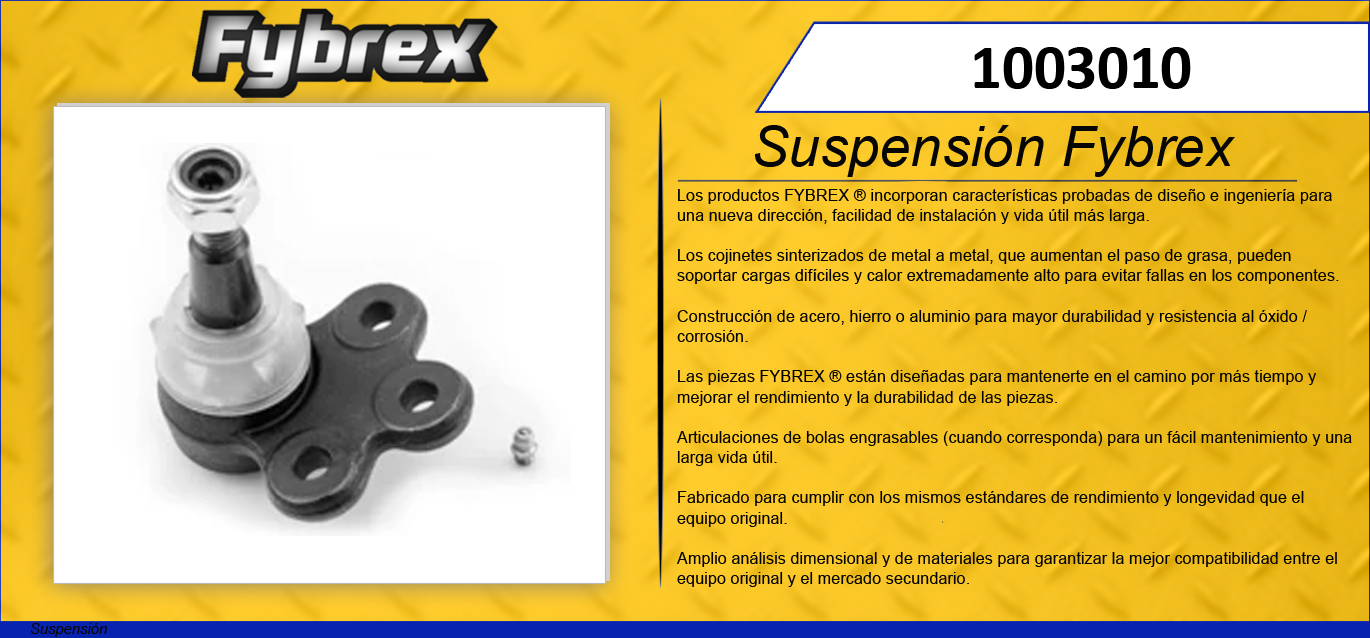 Fybrex
1003010
Suspensión Fybrex
Los productos FYBREX ® incorporan características probadas de diseño e ingeniería para
una nueva dirección, facilidad de instalación y vida útil más larga.
Los cojinetes sinterizados de metal a metal, que aumentan el paso de grasa, pueden
soportar cargas difíciles y calor extremadamente alto para evitar fallas en los componentes.
Construcción de acero, hierro o aluminio para mayor durabilidad y resistencia al óxido /
corrosión.
Las piezas FYBREX ® están diseñadas para mantenerte en el camino por más tiempo y
mejorar el rendimiento y la durabilidad de las piezas.
Articulaciones de bolas engrasables (cuando corresponda) para un fácil mantenimiento y una
larga vida útil.
Fabricado para cumplir con los mismos estándares de rendimiento y longevidad que el
equipo original.
Amplio análisis dimensional y de materiales para garantizar la mejor compatibilidad entre el
equipo original y el mercado secundario.
Suspensión